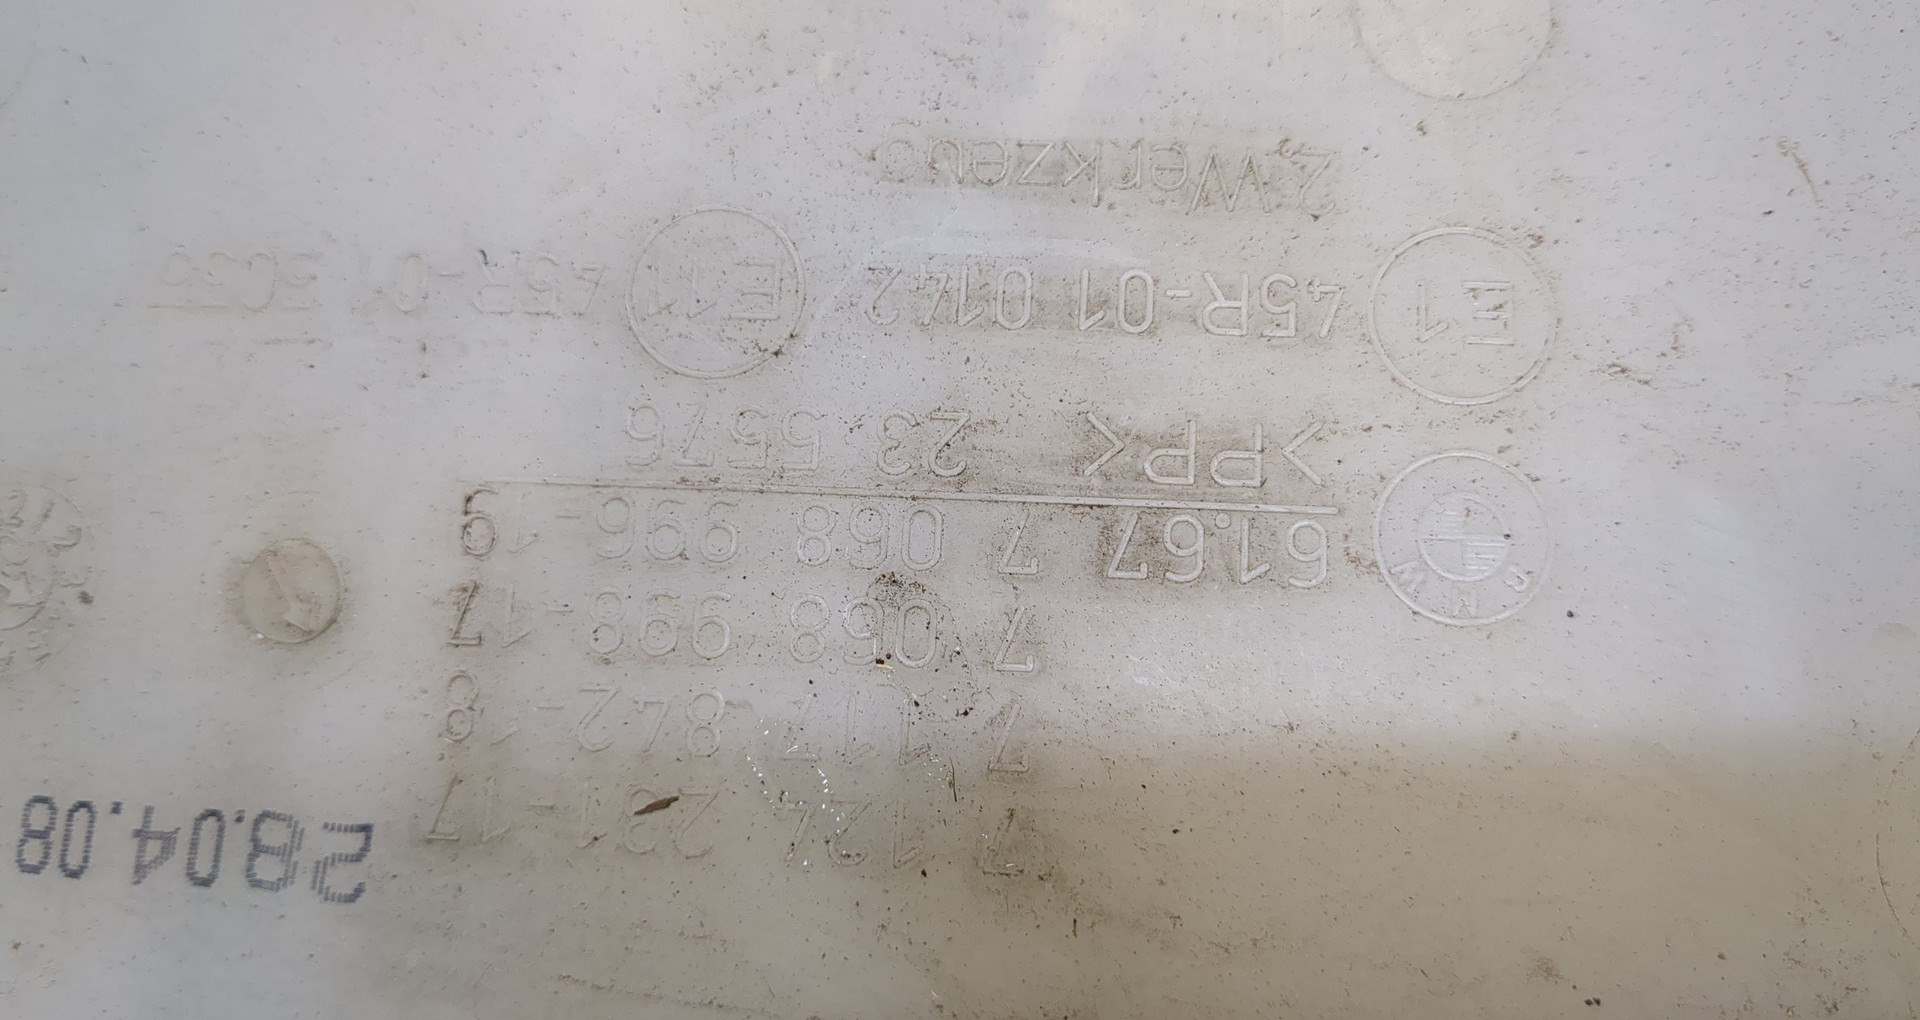 28.04.08
7 124 231-17
7 117 842-18
7 068 998-17
BMW 61.67 7 068 996-19
>PP< 23 5576
E1 45R-01 0142 E11 45R-01
2.Werkzeug